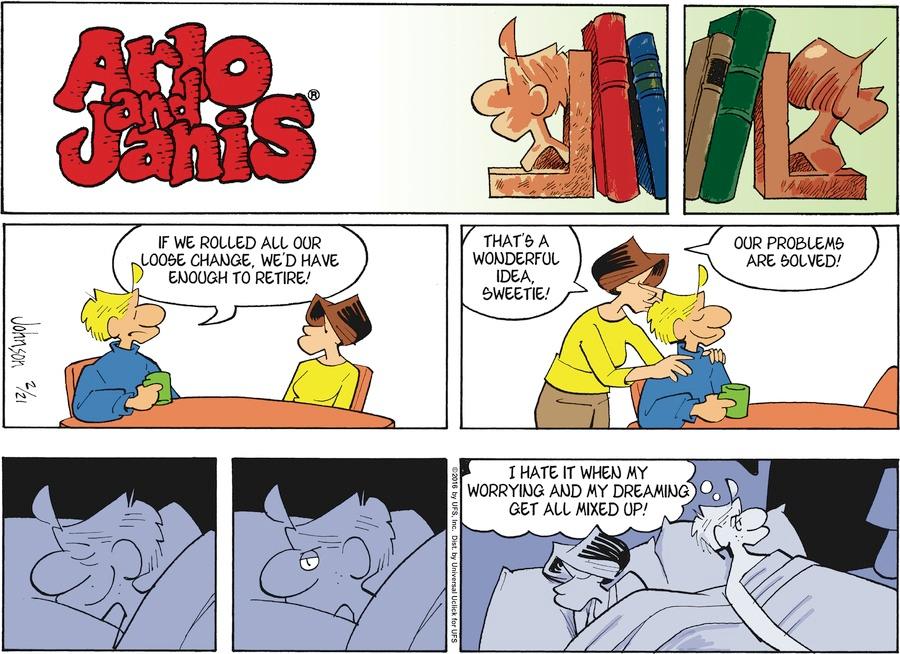 Arlo
and
Janis®
IF WE ROLLED ALL OUR
LOOSE CHANGE, WE'D HAVE
ENOUGH TO RETIRE!
Johnson 2/21
THAT'S A
WONDERFUL
IDEA,
SWEETIE!
OUR PROBLEMS
ARE SOLVED!
©2016 by UFS, Inc. Dist. by Universal Uclick for UFS
I HATE IT WHEN MY
WORRYING AND MY DREAMING
GET ALL MIXED UP!